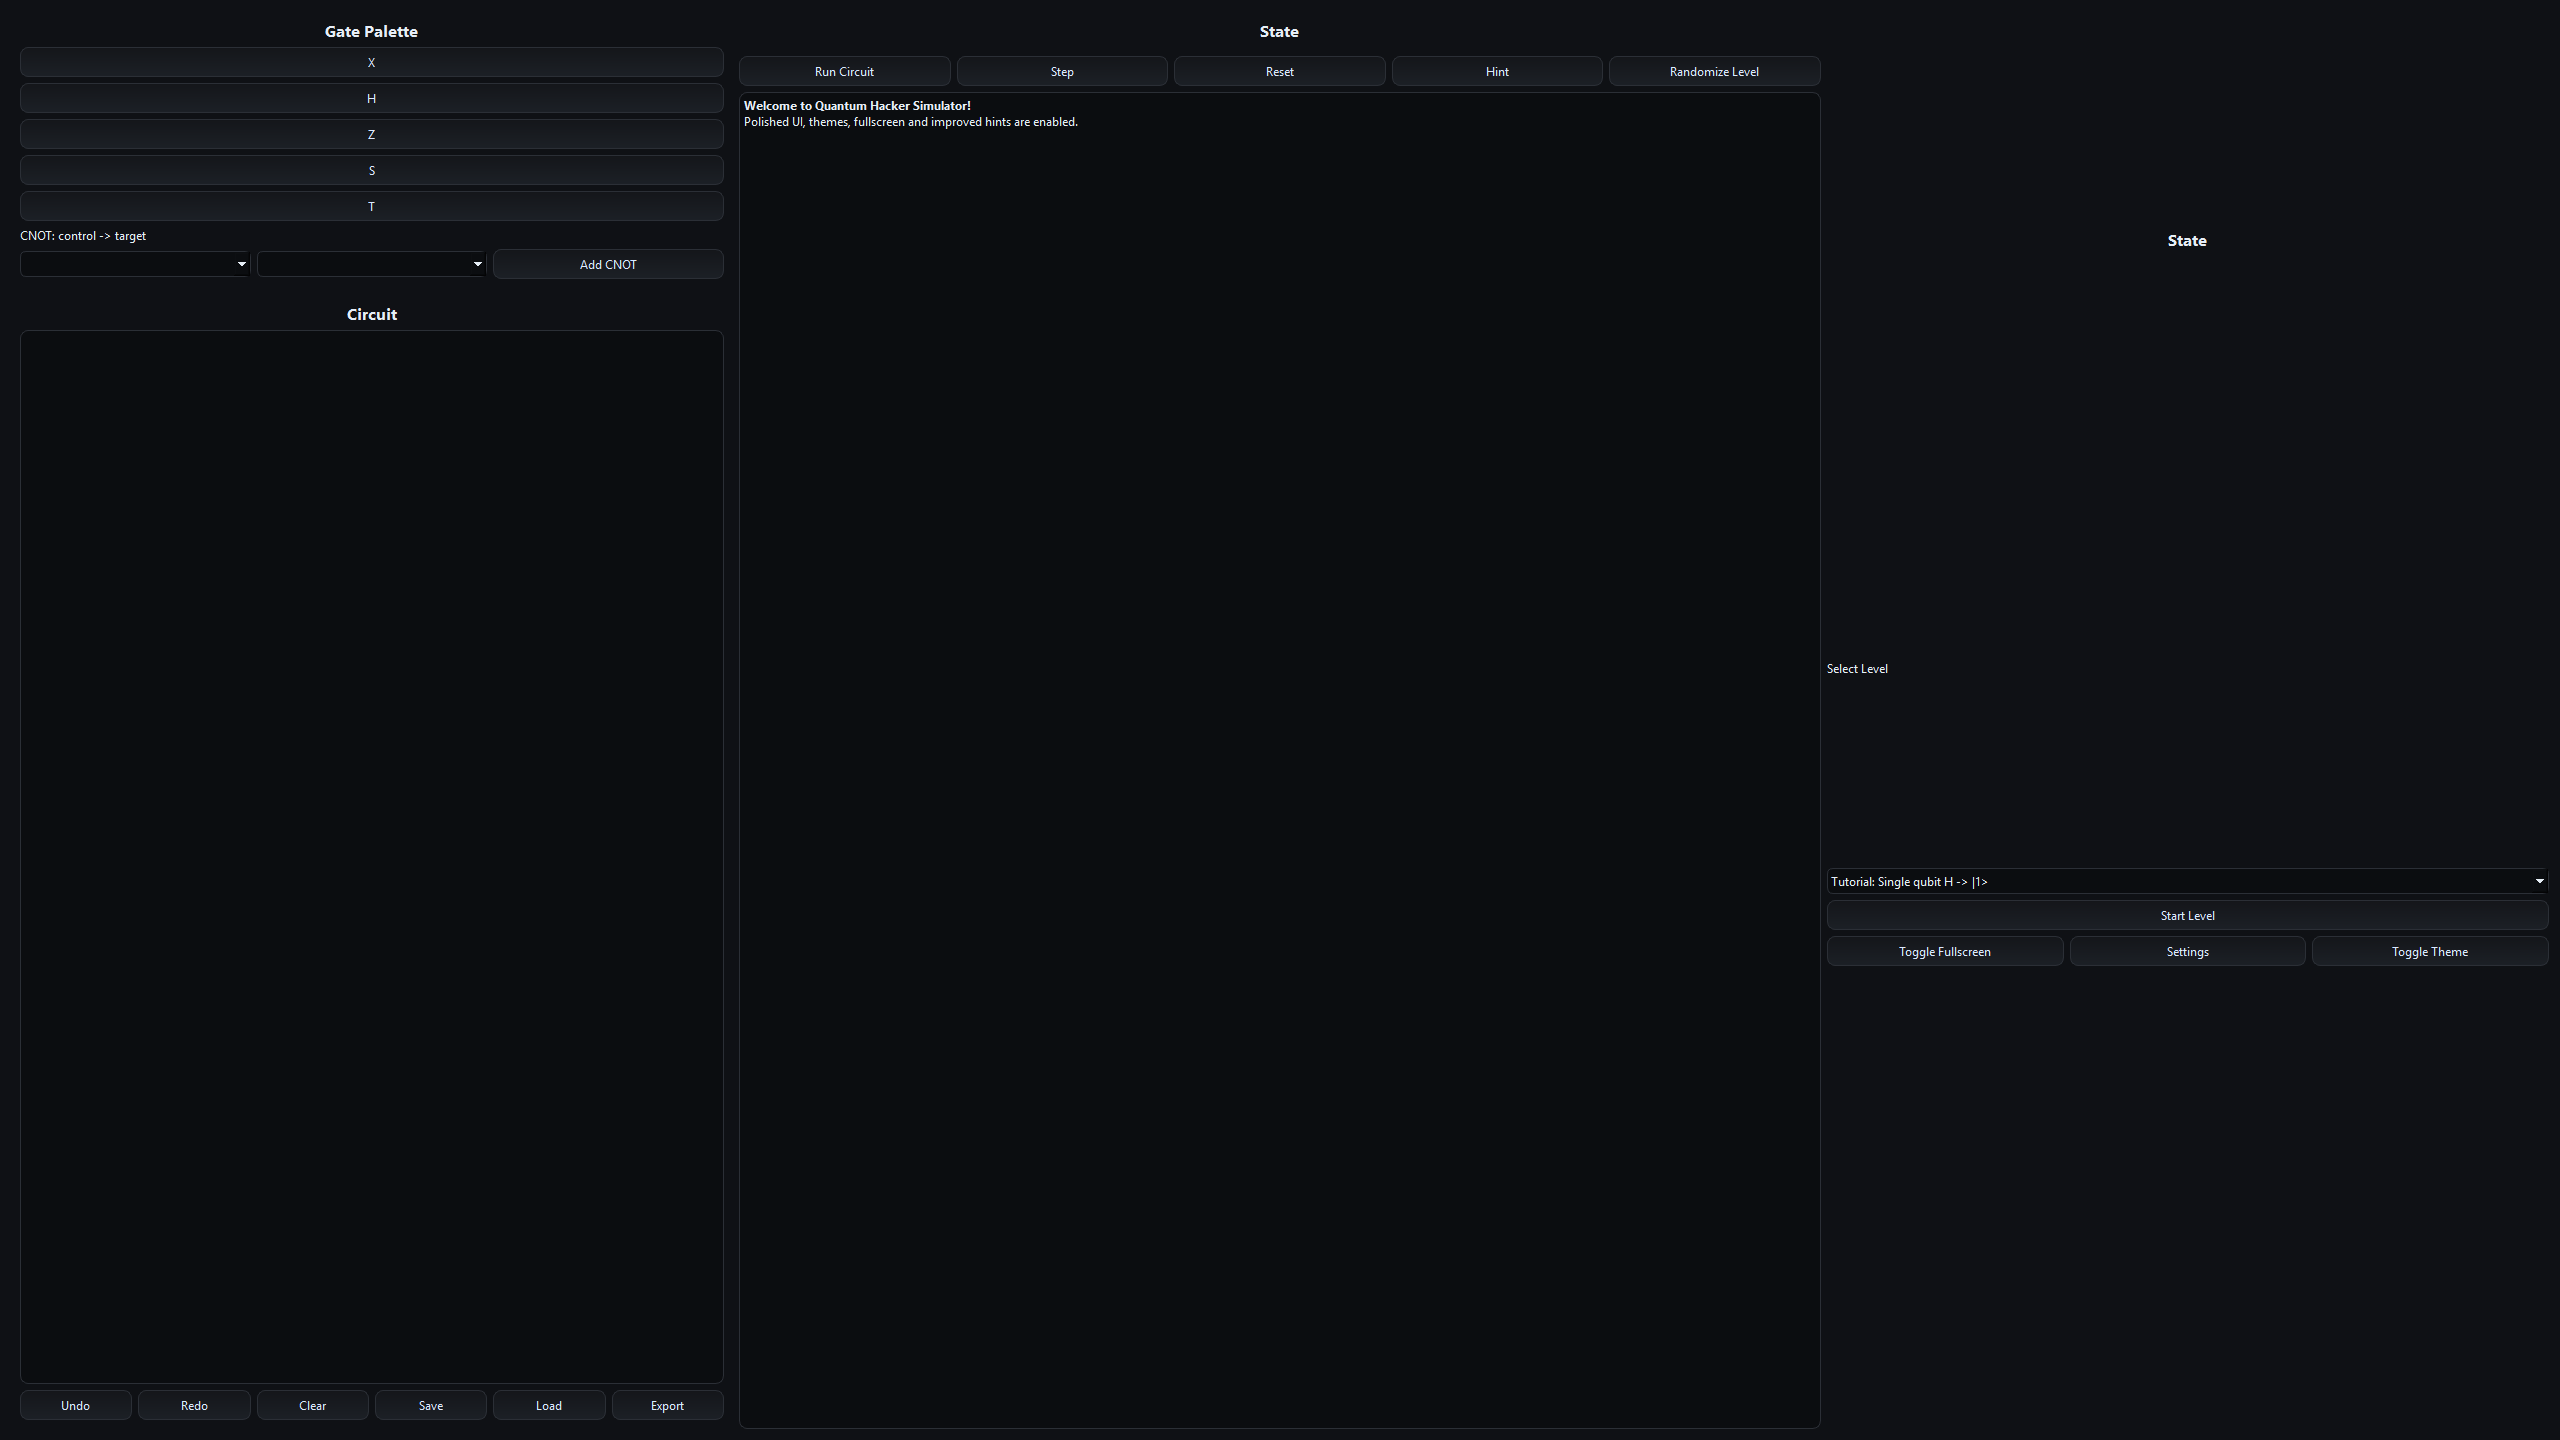 Gate Palette
X
H
Z
S
T
CNOT: control -> target
Add CNOT
Circuit
Undo Redo Clear Save Load Export
State
Run Circuit Step Reset Hint Randomize Level
Welcome to Quantum Hacker Simulator!
Polished UI, themes, fullscreen and improved hints are enabled.
State
Select Level
Tutorial: Single qubit H -> |1>
Start Level
Toggle Fullscreen Settings Toggle Theme